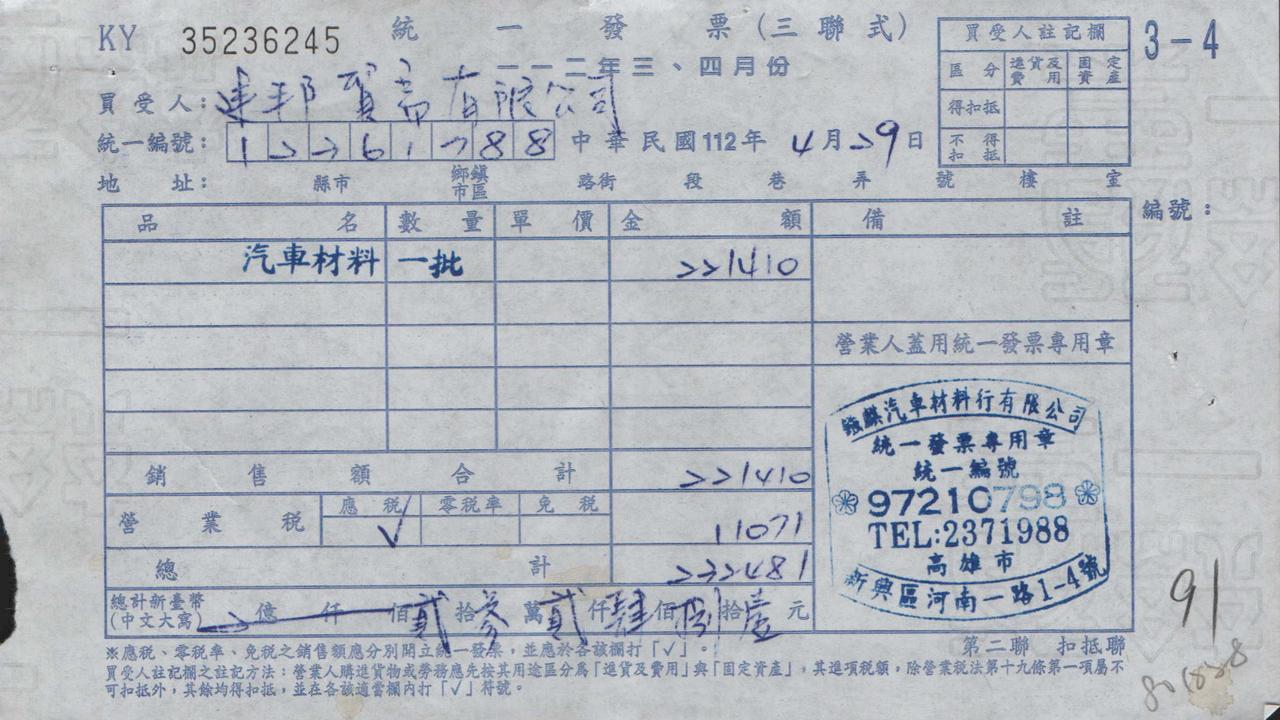 KY 35236245
統一發票(三聯式)
一一二年三、四月份
3-4
買受人註記欄
區分 進貨及費用 固定資產
得扣抵
不得扣抵
買受人: 邦 有限公司
統一編號: 1 2 2 6 1 7 8 8 中華民國112年 4月29日
地址: 縣市 鄉鎮市區 路街 段 巷 弄 號 樓 室
編號:
品名 數量 單價 金額 備註
汽車材料 一批 221410
營業人蓋用統一發票專用章
銷售額合計 221410
營業稅 應稅 ✓ 零稅率 免稅 11071
總計 232481
總計新臺幣(中文大寫) 億 仟 佰 貳 拾 參 萬 貳 仟 肆 佰 捌 拾 壹 元
麒汽車材料行有限公司
統一發票專用章
統一編號
97210798
TEL:2371988
高雄市
新興區河南一路1-4號
91
第二聯 扣抵聯
※應稅、零稅率、免稅之銷售額應分別開立統一發票,並應於各該欄打「√」。
買受人註記欄之註記方法:營業人購進貨物或勞務應先按其用途區分為「進貨及費用」與「固定資產」,其進項稅額,除營業稅法第十九條第一項屬不
可扣抵外,其餘均得扣抵,並在各該適當欄內打「√」符號。